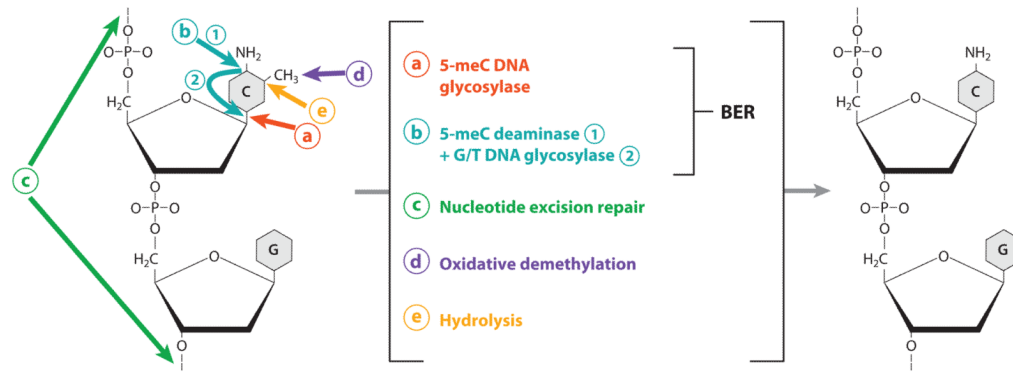 O
O–P–O
O
H₂C
O
b
1
NH₂
2
C
CH₃
d
e
a
c
O
O–P–O
O
H₂C
O
G
O
a
5-meC DNA
glycosylase
b
5-meC deaminase 1
+ G/T DNA glycosylase 2
BER
c
Nucleotide excision repair
d
Oxidative demethylation
e
Hydrolysis
O
O–P–O
O
H₂C
O
NH₂
C
O
O–P–O
O
H₂C
O
G
O